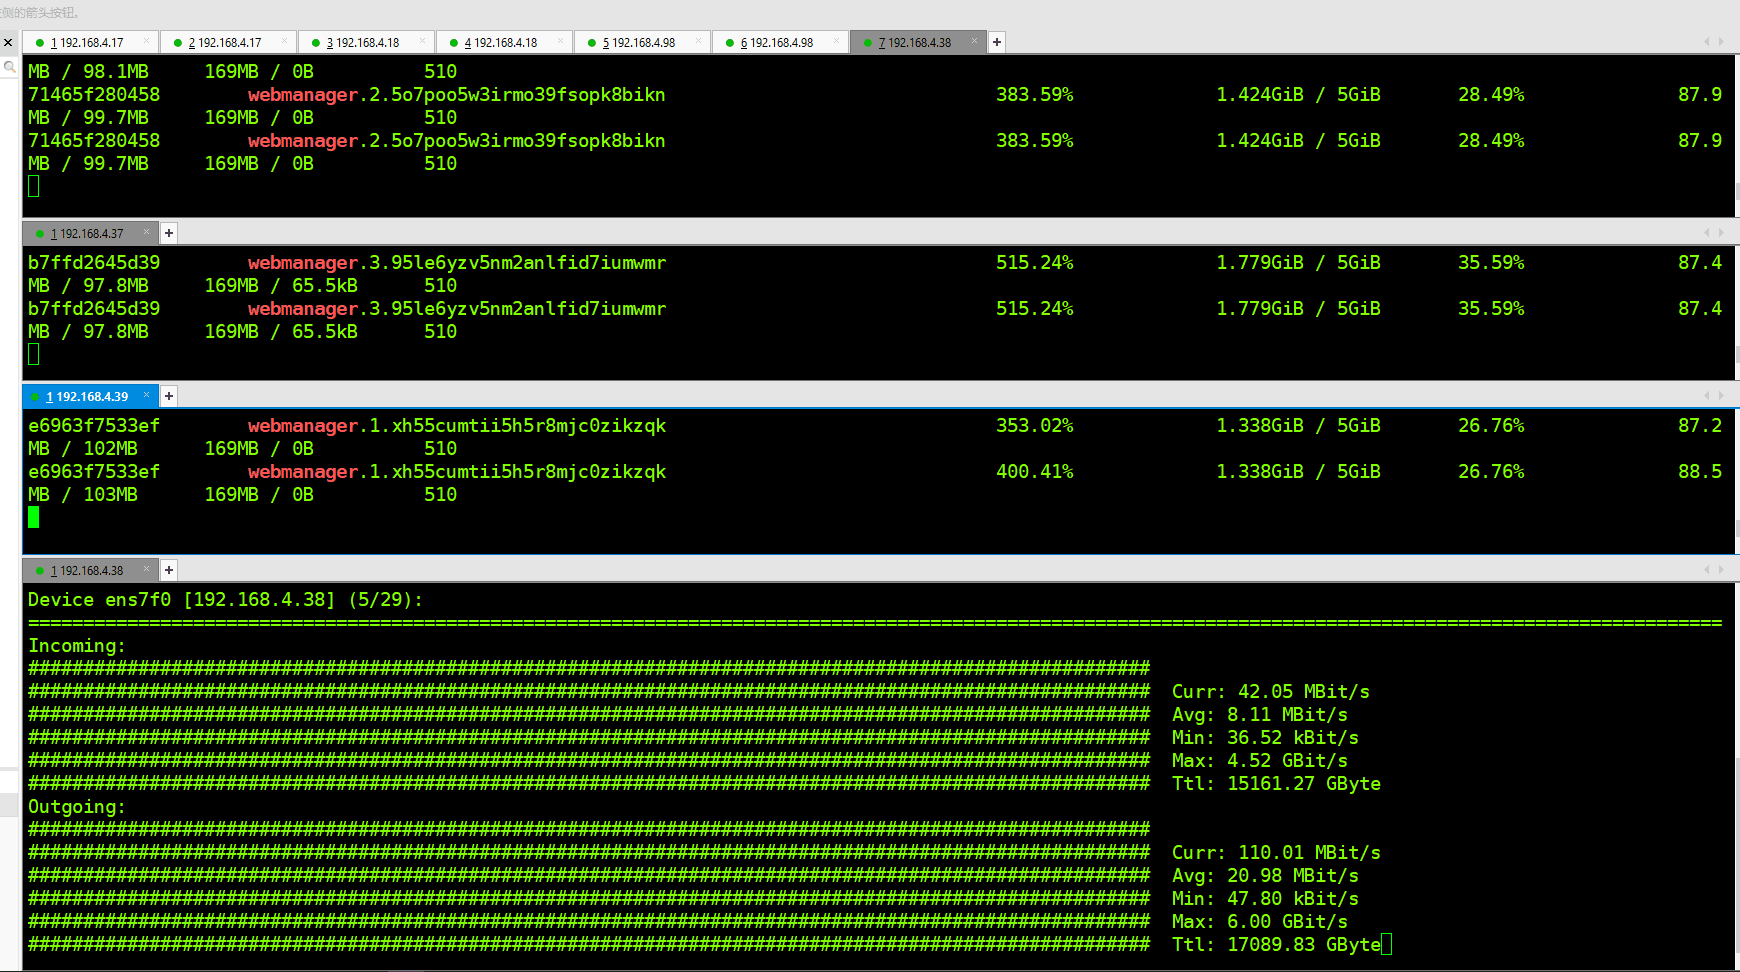 侧的箭头按钮。
1 192.168.4.17 2 192.168.4.17 3 192.168.4.18 4 192.168.4.18 5 192.168.4.98 6 192.168.4.98 7 192.168.4.38
MB / 98.1MB 169MB / 0B 510
71465f280458 webmanager.2.5o7poo5w3irmo39fsopk8bikn 383.59% 1.424GiB / 5GiB 28.49% 87.9
MB / 99.7MB 169MB / 0B 510
71465f280458 webmanager.2.5o7poo5w3irmo39fsopk8bikn 383.59% 1.424GiB / 5GiB 28.49% 87.9
MB / 99.7MB 169MB / 0B 510
1 192.168.4.37
b7ffd2645d39 webmanager.3.95le6yzv5nm2anlfid7iumwmr 515.24% 1.779GiB / 5GiB 35.59% 87.4
MB / 97.8MB 169MB / 65.5kB 510
b7ffd2645d39 webmanager.3.95le6yzv5nm2anlfid7iumwmr 515.24% 1.779GiB / 5GiB 35.59% 87.4
MB / 97.8MB 169MB / 65.5kB 510
1 192.168.4.39
e6963f7533ef webmanager.1.xh55cumtii5h5r8mjc0zikzqk 353.02% 1.338GiB / 5GiB 26.76% 87.2
MB / 102MB 169MB / 0B 510
e6963f7533ef webmanager.1.xh55cumtii5h5r8mjc0zikzqk 400.41% 1.338GiB / 5GiB 26.76% 88.5
MB / 103MB 169MB / 0B 510
1 192.168.4.38
Device ens7f0 [192.168.4.38] (5/29):
Incoming:
Curr: 42.05 MBit/s
Avg: 8.11 MBit/s
Min: 36.52 kBit/s
Max: 4.52 GBit/s
Ttl: 15161.27 GByte
Outgoing:
Curr: 110.01 MBit/s
Avg: 20.98 MBit/s
Min: 47.80 kBit/s
Max: 6.00 GBit/s
Ttl: 17089.83 GByte